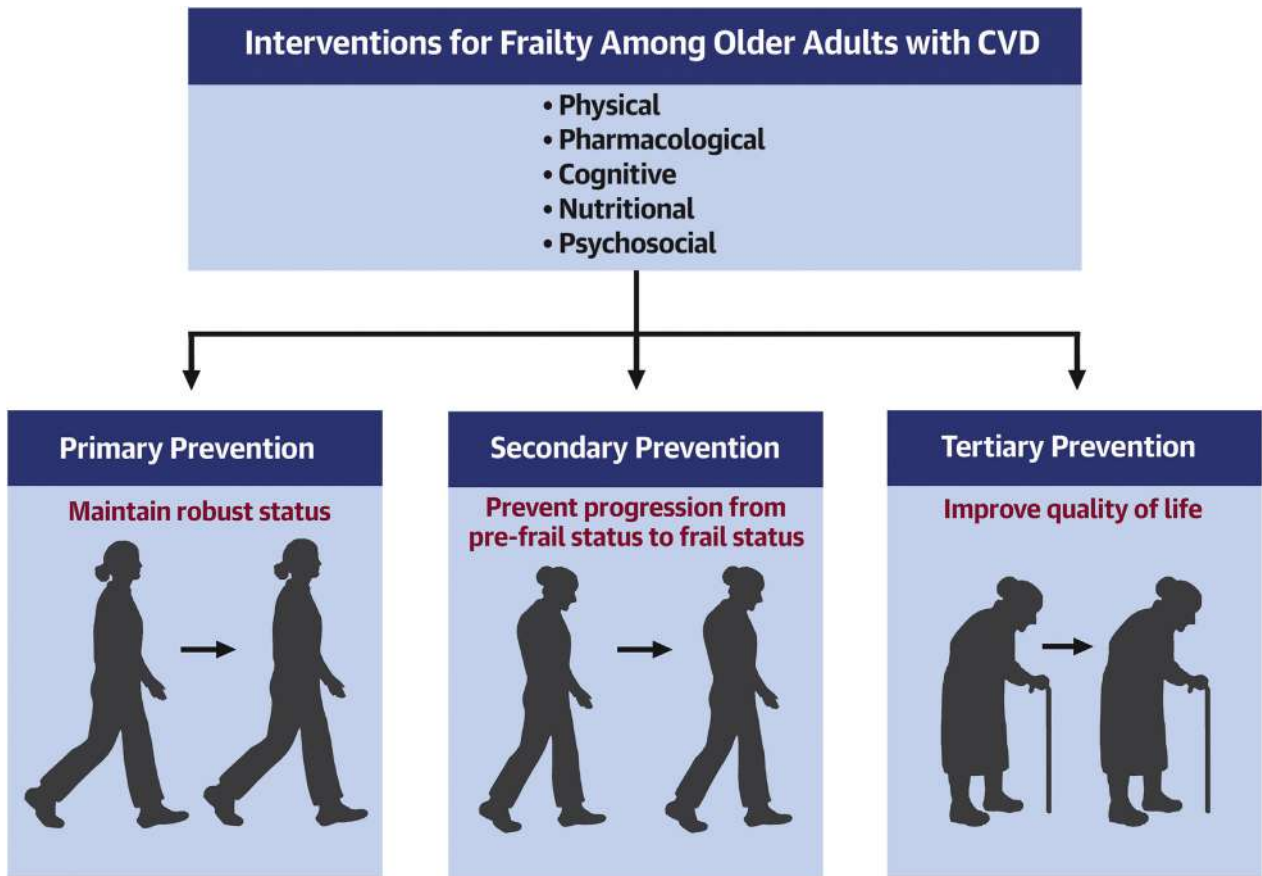 Interventions for Frailty Among Older Adults with CVD
• Physical
• Pharmacological
• Cognitive
• Nutritional
• Psychosocial
Primary Prevention
Maintain robust status
Secondary Prevention
Prevent progression from
pre-frail status to frail status
Tertiary Prevention
Improve quality of life